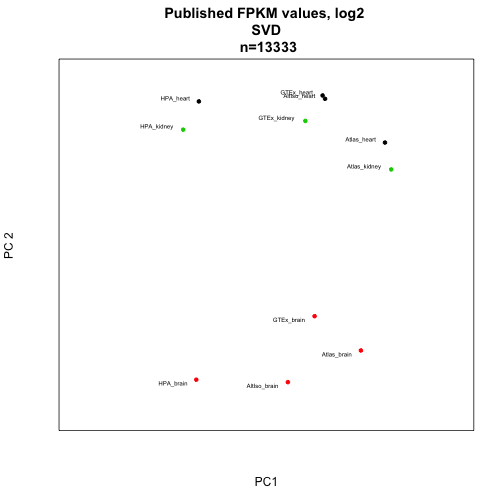 Published FPKM values, log2
SVD
n=13333
GTEx_heart
AltIso_heart
HPA_heart
GTEx_kidney
HPA_kidney
Atlas_heart
Atlas_kidney
PC 2
GTEx_brain
Atlas_brain
HPA_brain
AltIso_brain
PC1